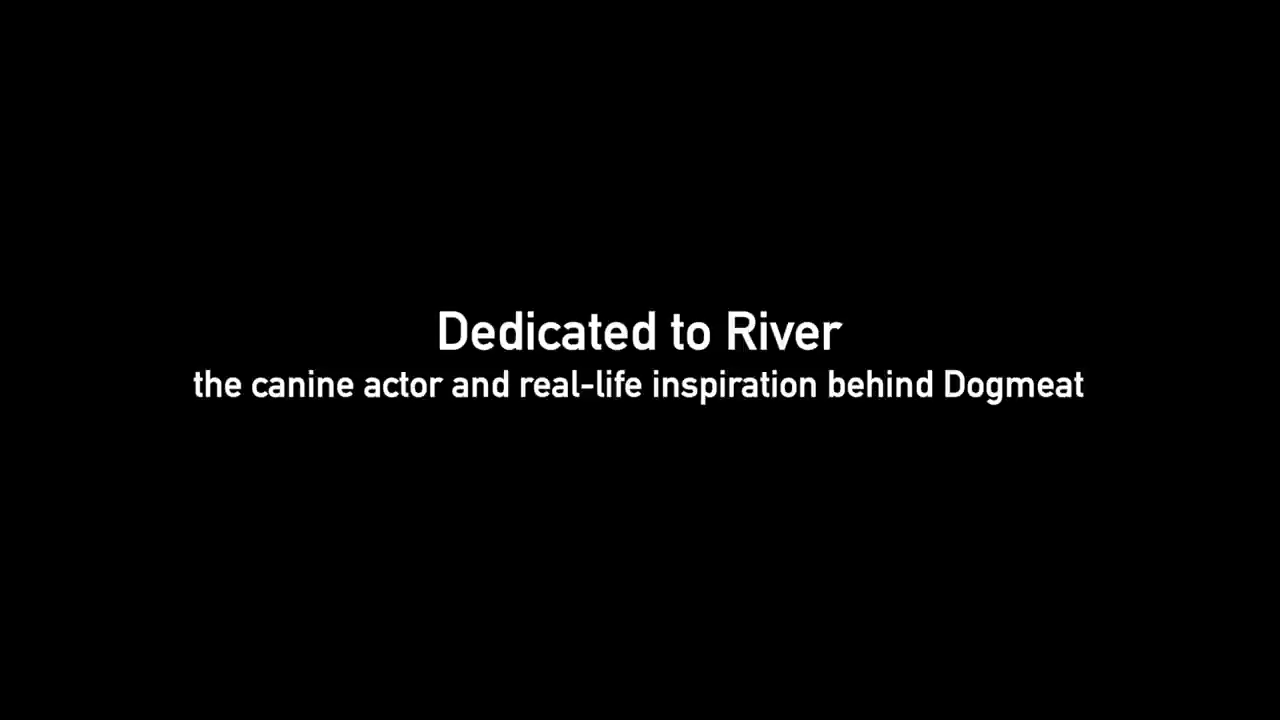 Dedicated to River
the canine actor and real-life inspiration behind Dogmeat